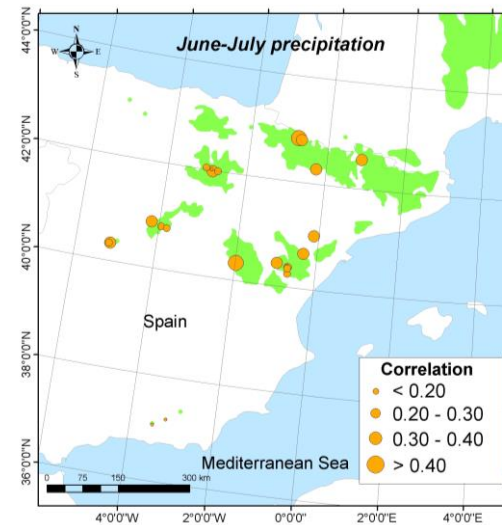 June-July precipitation
N
W E
S
44°0'0"N
42°0'0"N
40°0'0"N
38°0'0"N
36°0'0"N
Spain
Mediterranean Sea
Correlation
< 0.20
0.20 - 0.30
0.30 - 0.40
> 0.40
0 75 150 300 km
4°0'0"W 2°0'0"W 0°0'0" 2°0'0"E 4°0'0"E